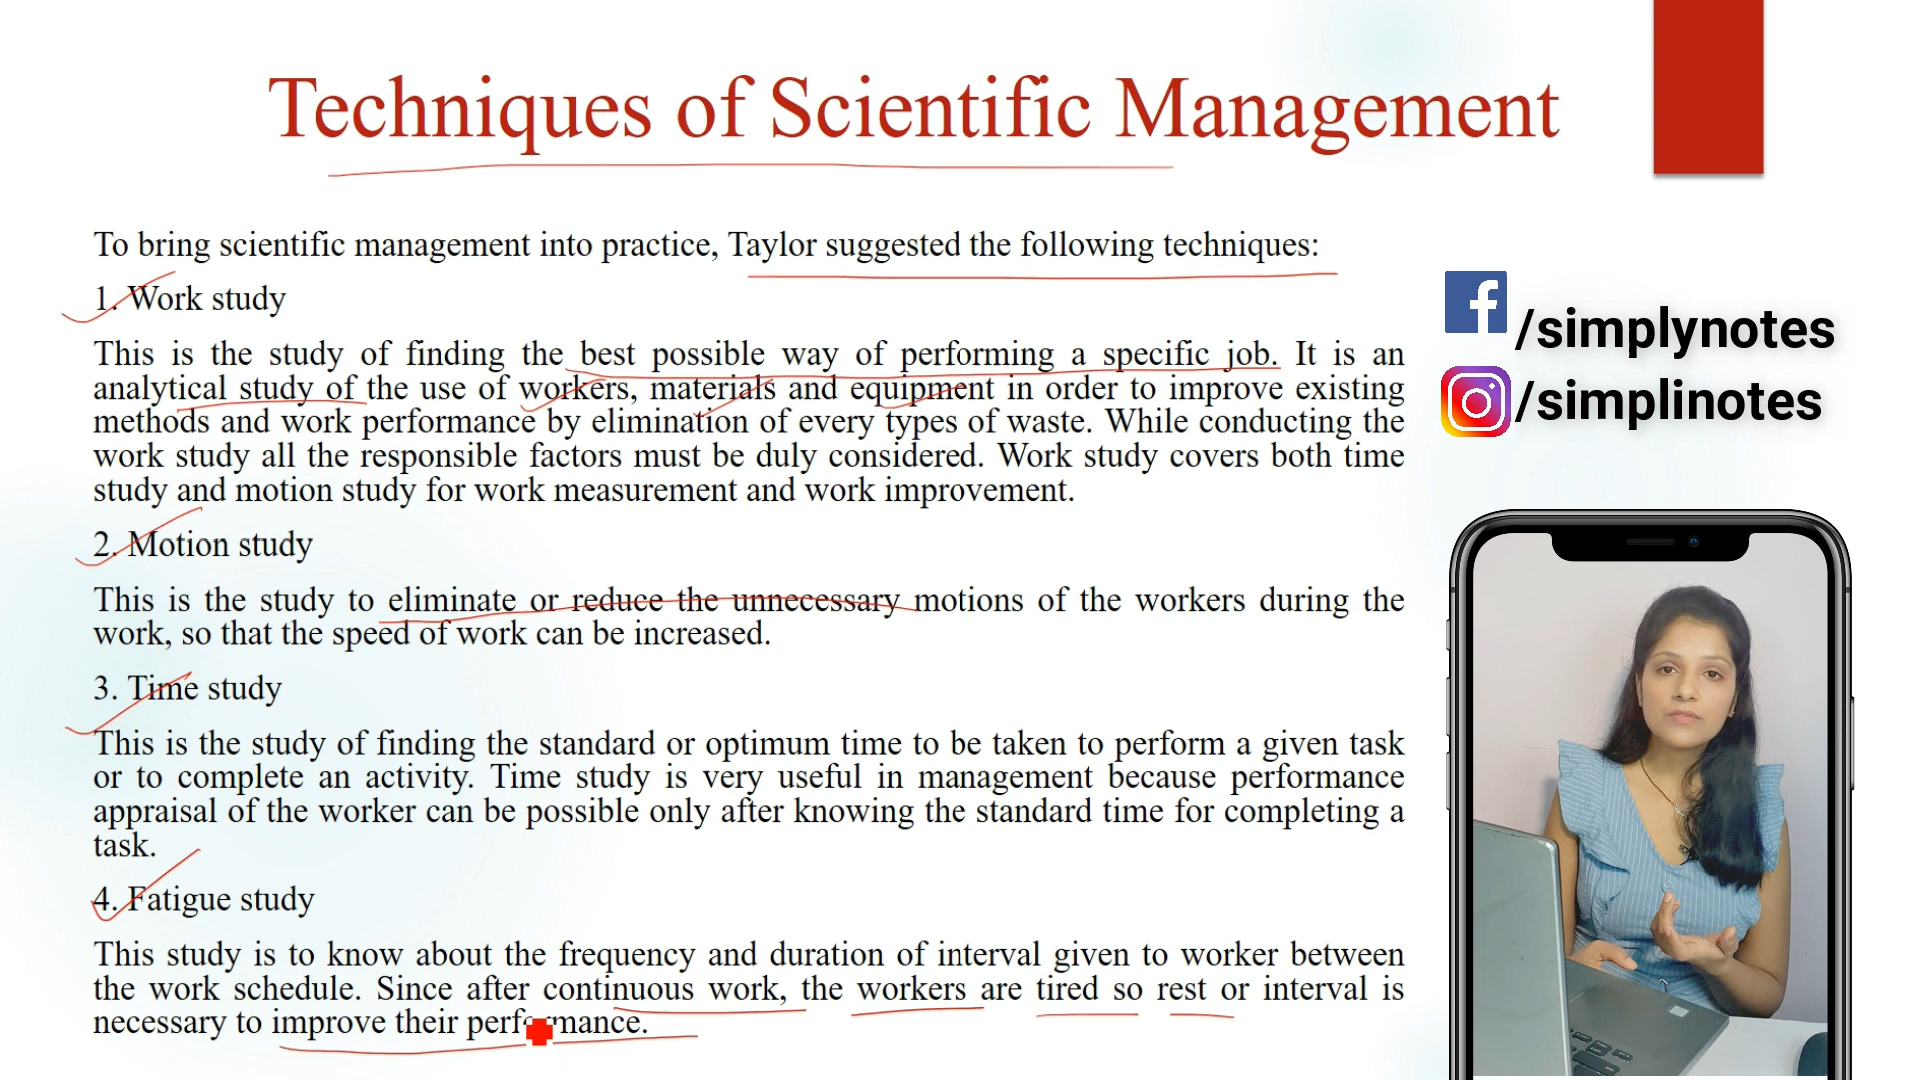 Techniques of Scientific Management
To bring scientific management into practice, Taylor suggested the following techniques:
1. Work study
This is the study of finding the best possible way of performing a specific job. It is an
analytical study of the use of workers, materials and equipment in order to improve existing
methods and work performance by elimination of every types of waste. While conducting the
work study all the responsible factors must be duly considered. Work study covers both time
study and motion study for work measurement and work improvement.
2. Motion study
This is the study to eliminate or reduce the unnecessary motions of the workers during the
work, so that the speed of work can be increased.
3. Time study
This is the study of finding the standard or optimum time to be taken to perform a given task
or to complete an activity. Time study is very useful in management because performance
appraisal of the worker can be possible only after knowing the standard time for completing a
task.
4. Fatigue study
This study is to know about the frequency and duration of interval given to worker between
the work schedule. Since after continuous work, the workers are tired so rest or interval is
necessary to improve their performance.
/simplynotes
/simplinotes